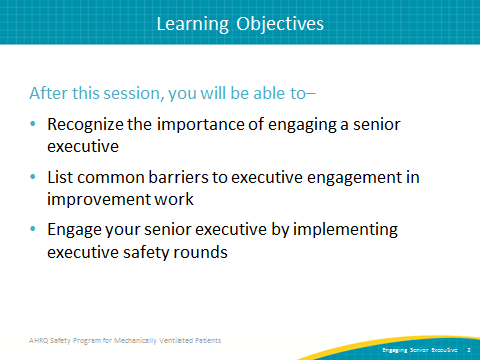 Learning Objectives
After this session, you will be able to–
• Recognize the importance of engaging a senior
executive
• List common barriers to executive engagement in
improvement work
• Engage your senior executive by implementing
executive safety rounds
AHRQ Safety Program for Mechanically Ventilated Patients
Engaging Senior Executive 2